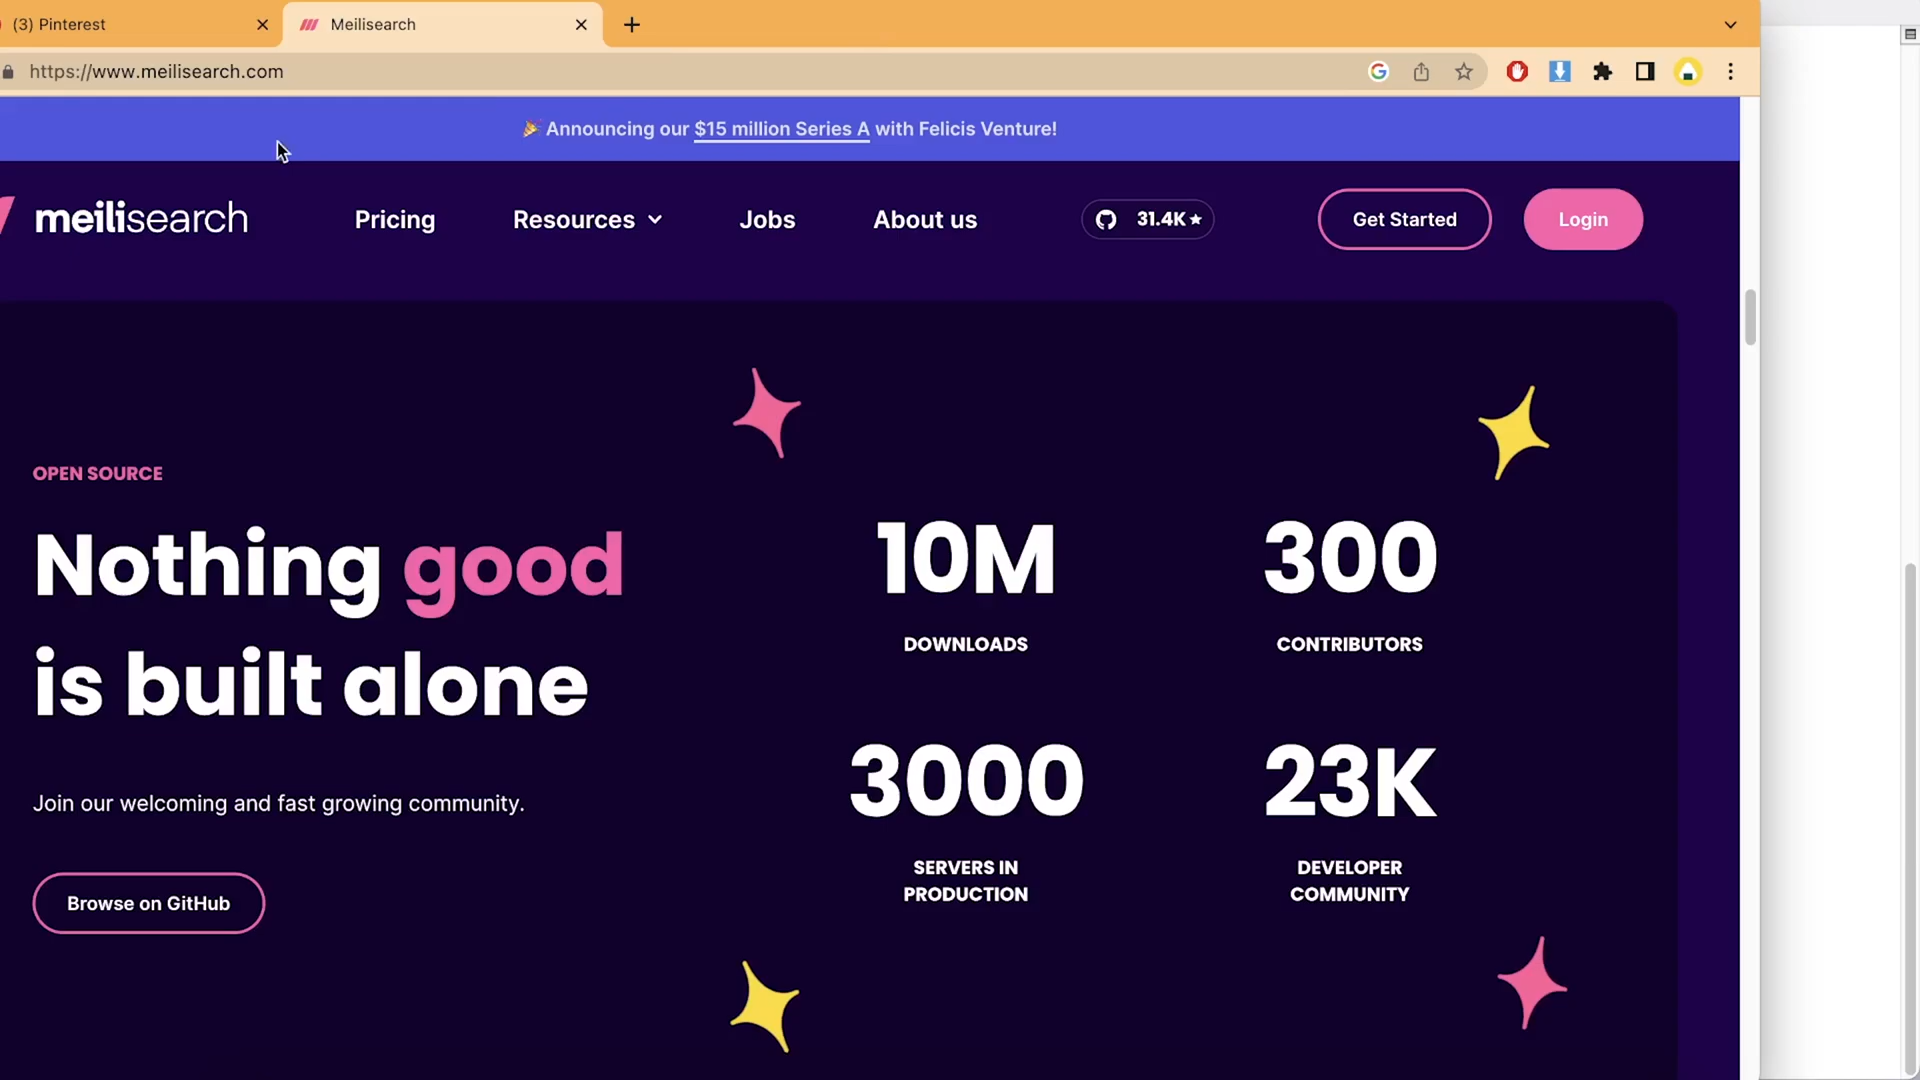 (3) Pinterest
Meilisearch
https://www.meilisearch.com
🎉 Announcing our $15 million Series A with Felicis Venture!
meilisearch
Pricing
Resources
Jobs
About us
31.4K★
Get Started
Login
OPEN SOURCE
Nothing good
is built alone
Join our welcoming and fast growing community.
Browse on GitHub
10M
DOWNLOADS
300
CONTRIBUTORS
3000
SERVERS IN
PRODUCTION
23K
DEVELOPER
COMMUNITY